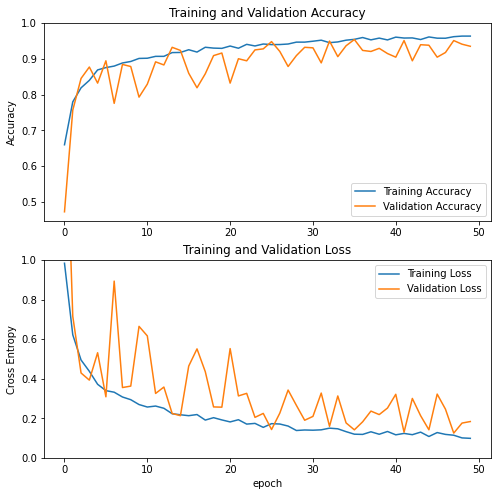 Training and Validation Accuracy
1.0
0.9
0.8
0.7
0.6
0.5
Accuracy
Training Accuracy
Validation Accuracy
0 10 20 30 40 50
Training and Validation Loss
1.0
0.8
0.6
0.4
0.2
0.0
Cross Entropy
Training Loss
Validation Loss
0 10 20 30 40 50
epoch